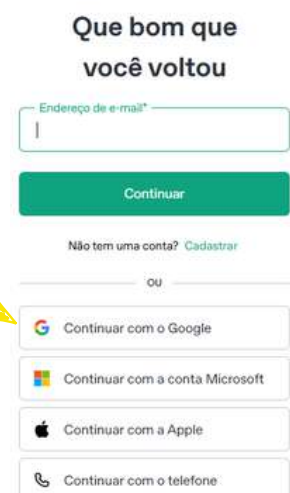 Que bom que
você voltou
Endereço de e-mail*
Continuar
Não tem uma conta? Cadastrar
OU
Continuar com o Google
Continuar com a conta Microsoft
Continuar com a Apple
Continuar com o telefone